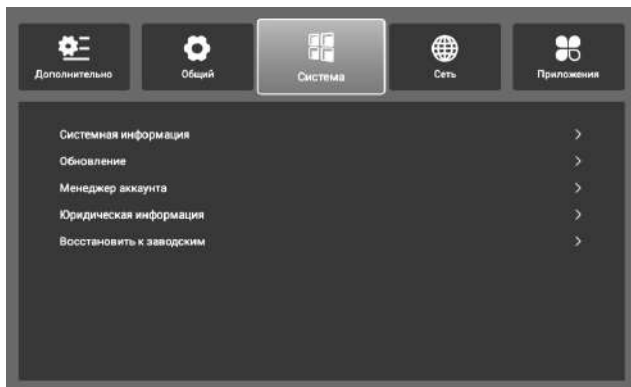 Дополнительно
Общий
Система
Сеть
Приложения
Системная информация
Обновление
Менеджер аккаунта
Юридическая информация
Восстановить к заводским